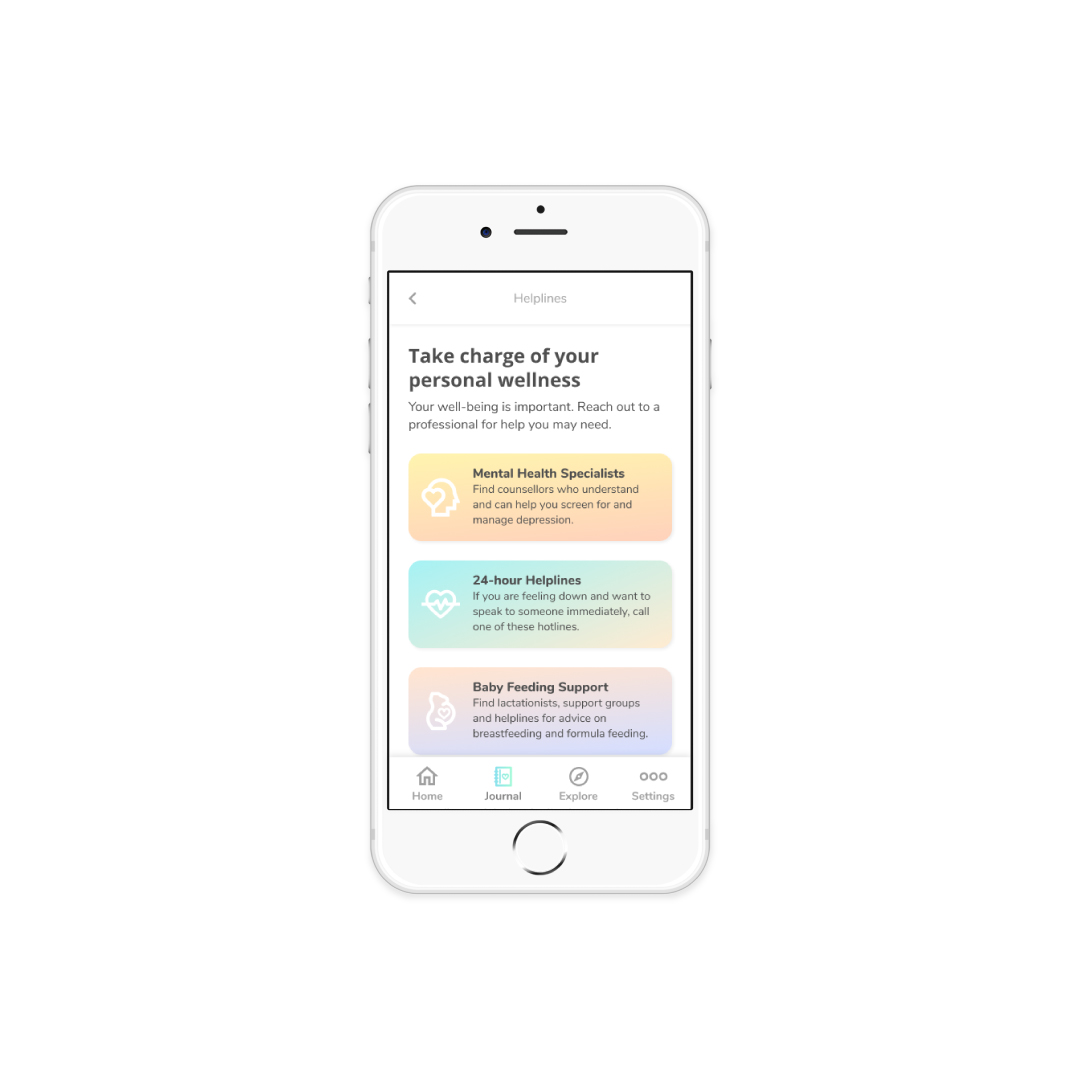 Helplines
Take charge of your
personal wellness
Your well-being is important. Reach out to a
professional for help you may need.
Mental Health Specialists
Find counsellors who understand
and can help you screen for and
manage depression.
24-hour Helplines
If you are feeling down and want to
speak to someone immediately, call
one of these hotlines.
Baby Feeding Support
Find lactationists, support groups
and helplines for advice on
breastfeeding and formula feeding.
Home Journal Explore Settings